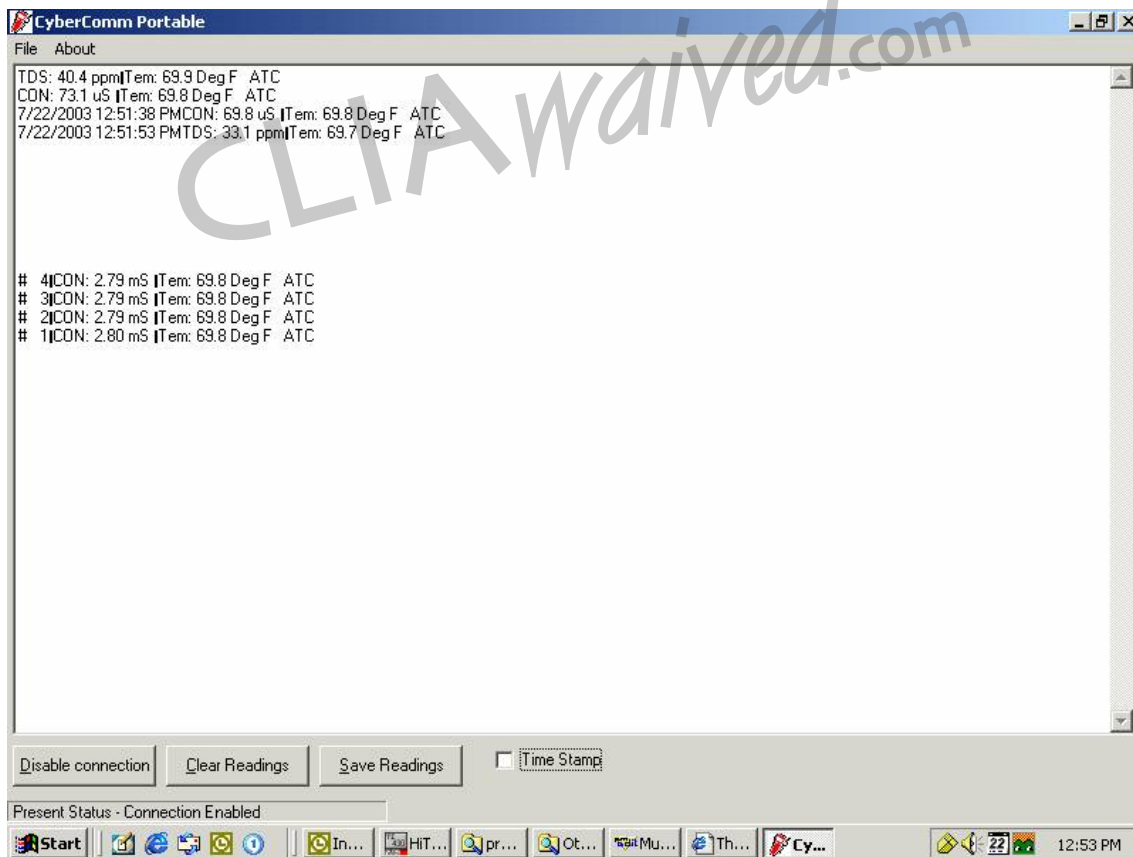 CyberComm Portable
File About
CLIAwaived.com
TDS: 40.4 ppm|Tem: 69.9 Deg F ATC
CON: 73.1 uS |Tem: 69.8 Deg F ATC
7/22/2003 12:51:38 PMCON: 69.8 uS |Tem: 69.8 Deg F ATC
7/22/2003 12:51:53 PMTDS: 33.1 ppm|Tem: 69.7 Deg F ATC
# 4|CON: 2.79 mS |Tem: 69.8 Deg F ATC
# 3|CON: 2.79 mS |Tem: 69.8 Deg F ATC
# 2|CON: 2.79 mS |Tem: 69.8 Deg F ATC
# 1|CON: 2.80 mS |Tem: 69.8 Deg F ATC
Disable connection Clear Readings Save Readings Time Stamp
Present Status - Connection Enabled
Start In... HiT... pr... Ot... Mu... Th... Cy... 22 12:53 PM